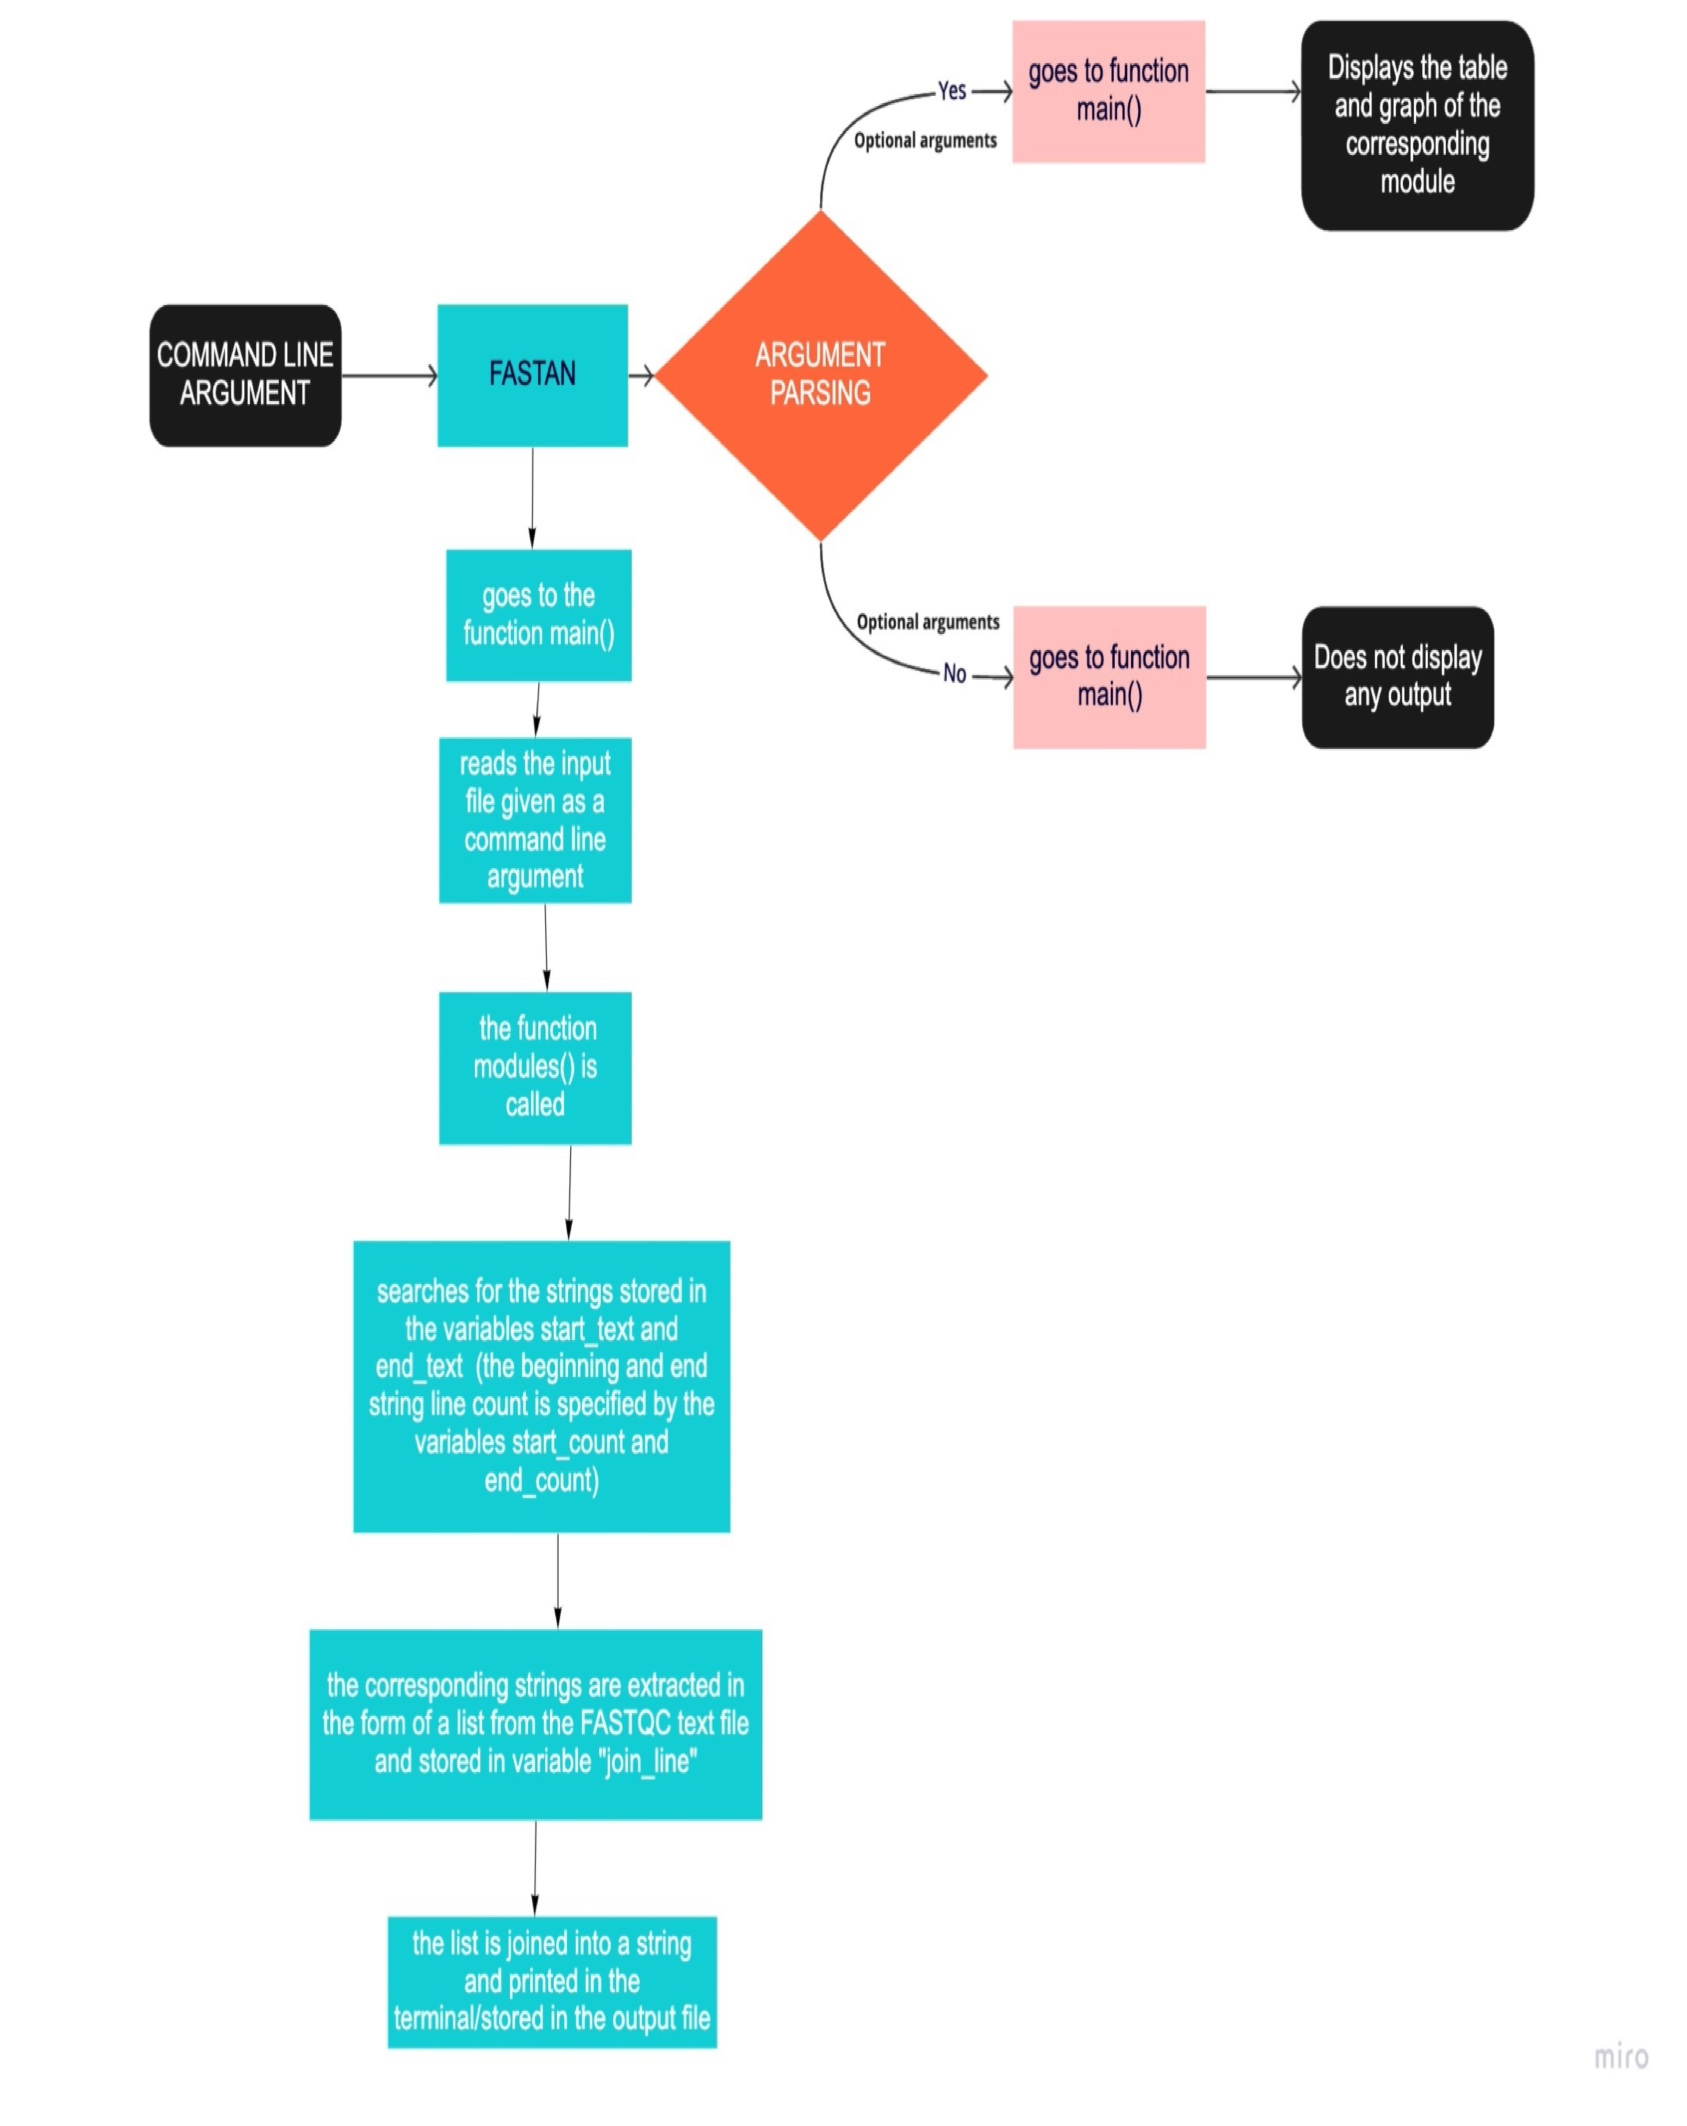 goes to function
main()
Displays the table
and graph of the
corresponding
module
Yes
Optional arguments
COMMAND LINE
ARGUMENT
FASTAN
ARGUMENT
PARSING
Optional arguments
No
goes to function
main()
Does not display
any output
goes to the
function main()
reads the input
file given as a
command line
argument
the function
modules() is
called
searches for the strings stored in
the variables start_text and
end_text (the beginning and end
string line count is specified by the
variables start_count and
end_count)
the corresponding strings are extracted in
the form of a list from the FASTQC text file
and stored in variable "join_line"
the list is joined into a string
and printed in the
terminal/stored in the output file
miro